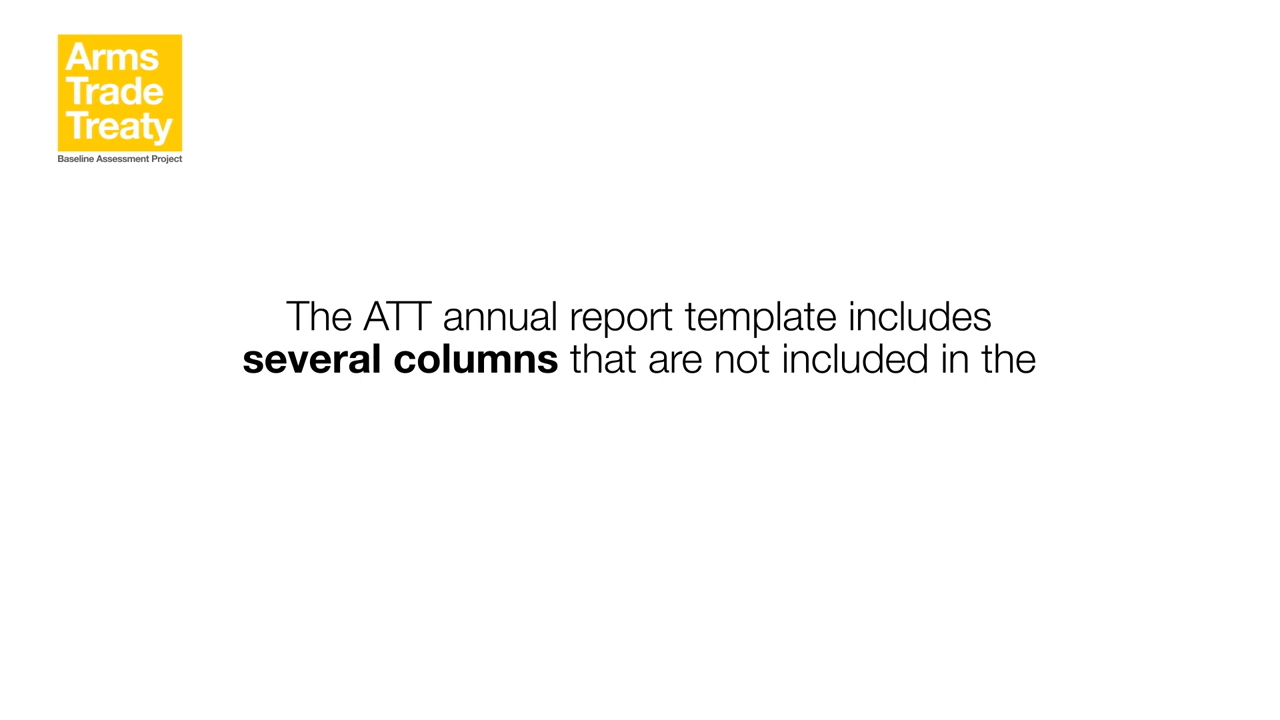 Arms
Trade
Treaty
Baseline Assessment Project
The ATT annual report template includes
several columns that are not included in the